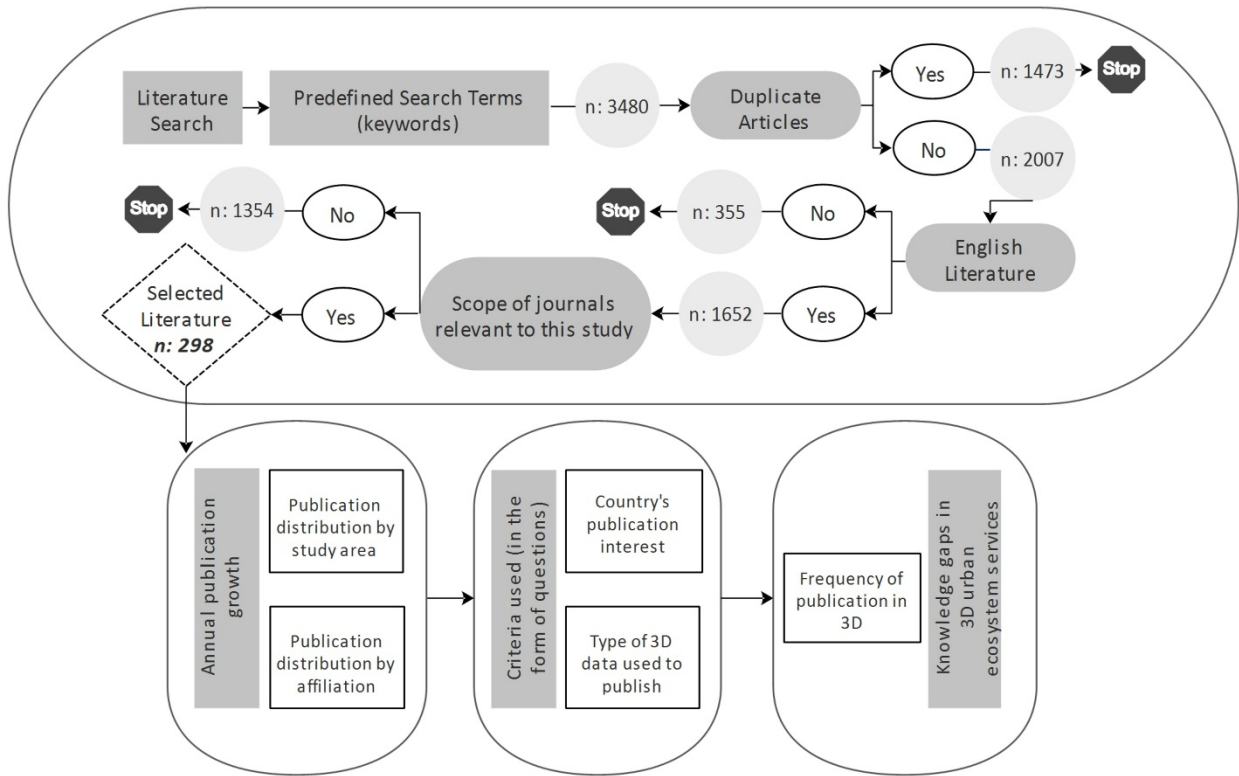 Literature
Search
Predefined Search Terms
(keywords)
n: 3480
Duplicate
Articles
Yes
n: 1473
Stop
No
n: 2007
English
Literature
No
n: 355
Stop
Yes
n: 1652
Scope of journals
relevant to this study
No
n: 1354
Stop
Yes
Selected
Literature
n: 298
Annual publication
growth
Publication
distribution by
study area
Publication
distribution by
affiliation
Criteria used (in the
form of questions)
Country's
publication
interest
Type of 3D
data used to
publish
Frequency of
publication in
3D
Knowledge gaps in
3D urban
ecosystem services